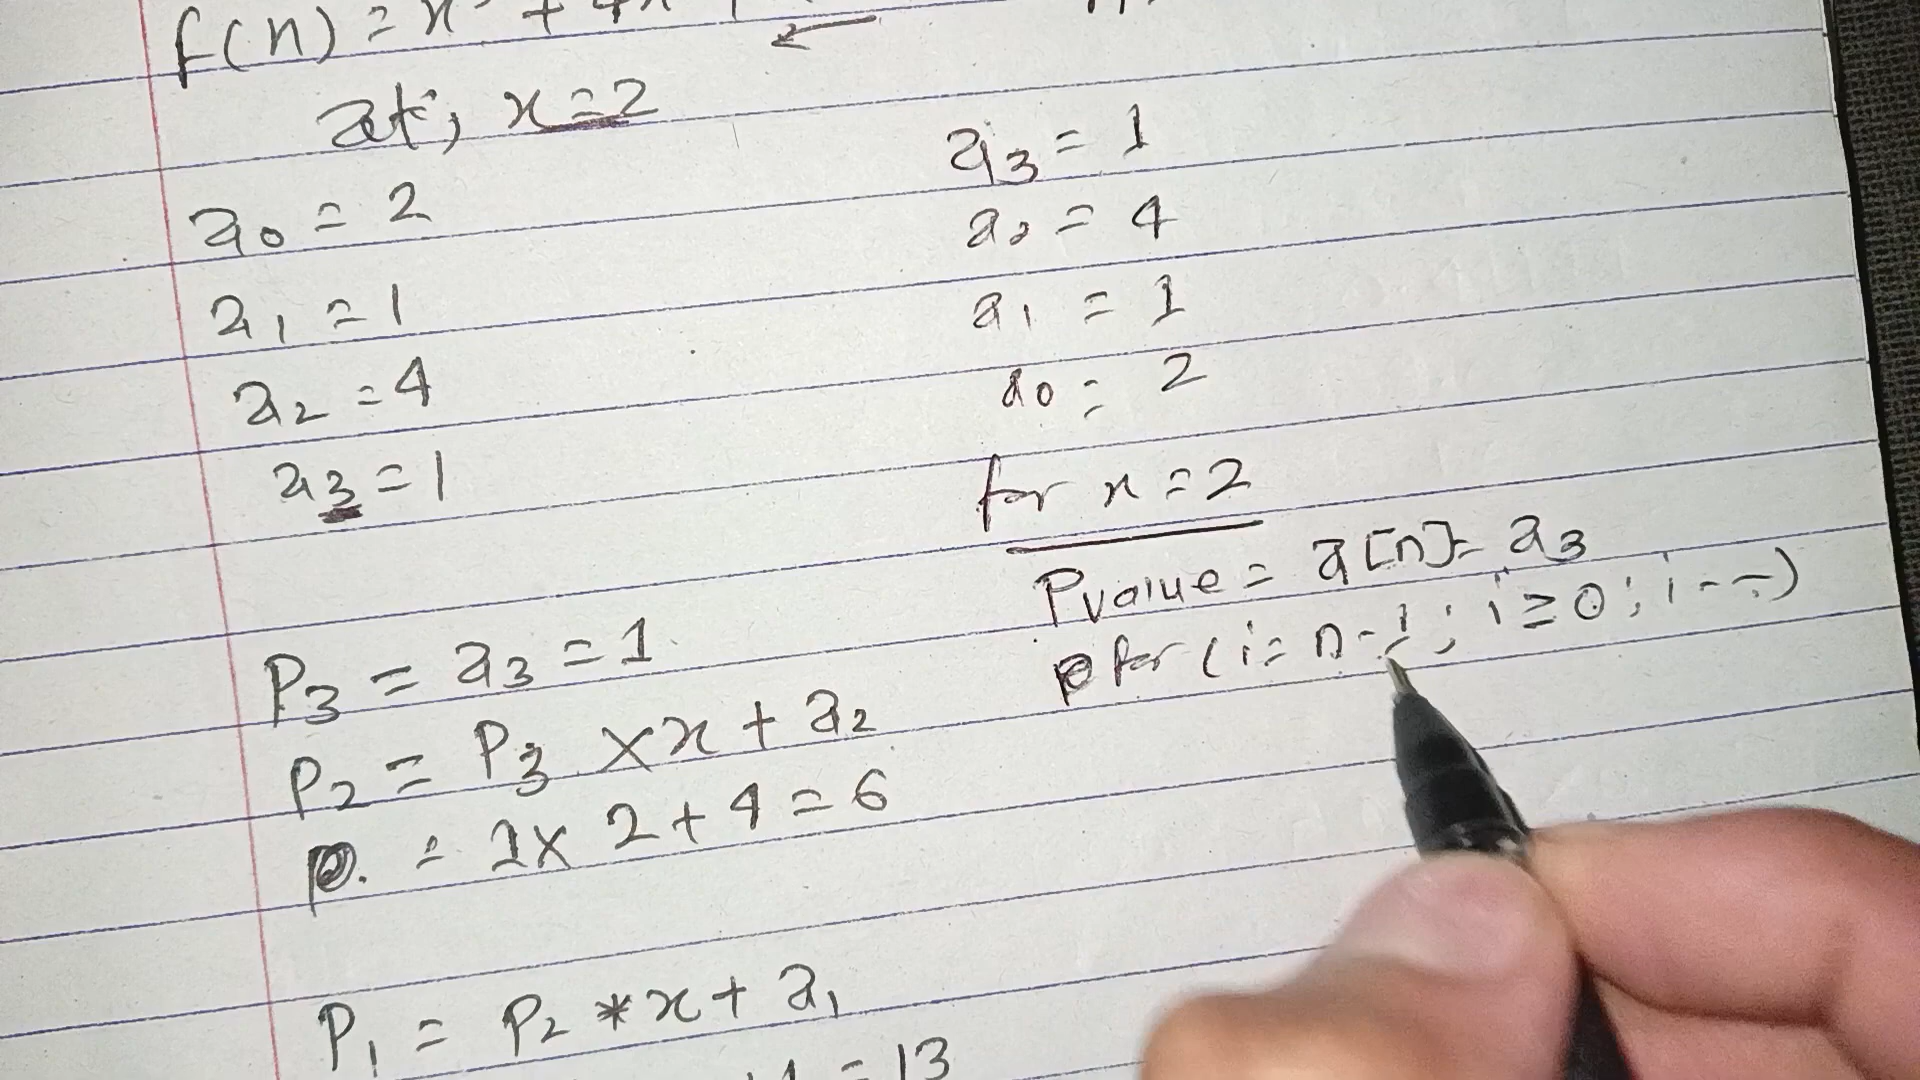 f(n) = x³ + 4x
at, x=2
a₀ = 2
a₁ = 1
a₂ = 4
a₃ = 1
P₃ = a₃ = 1
P₂ = P₃ × x + a₂
= 1 × 2 + 4 = 6
P₁ = P₂ * x + a₁
= 13
a₃ = 1
a₂ = 4
a₁ = 1
a₀ = 2
for x = 2
Pvalue = a[n] = a₃
for (i = n-1; i ≥ 0; i--)